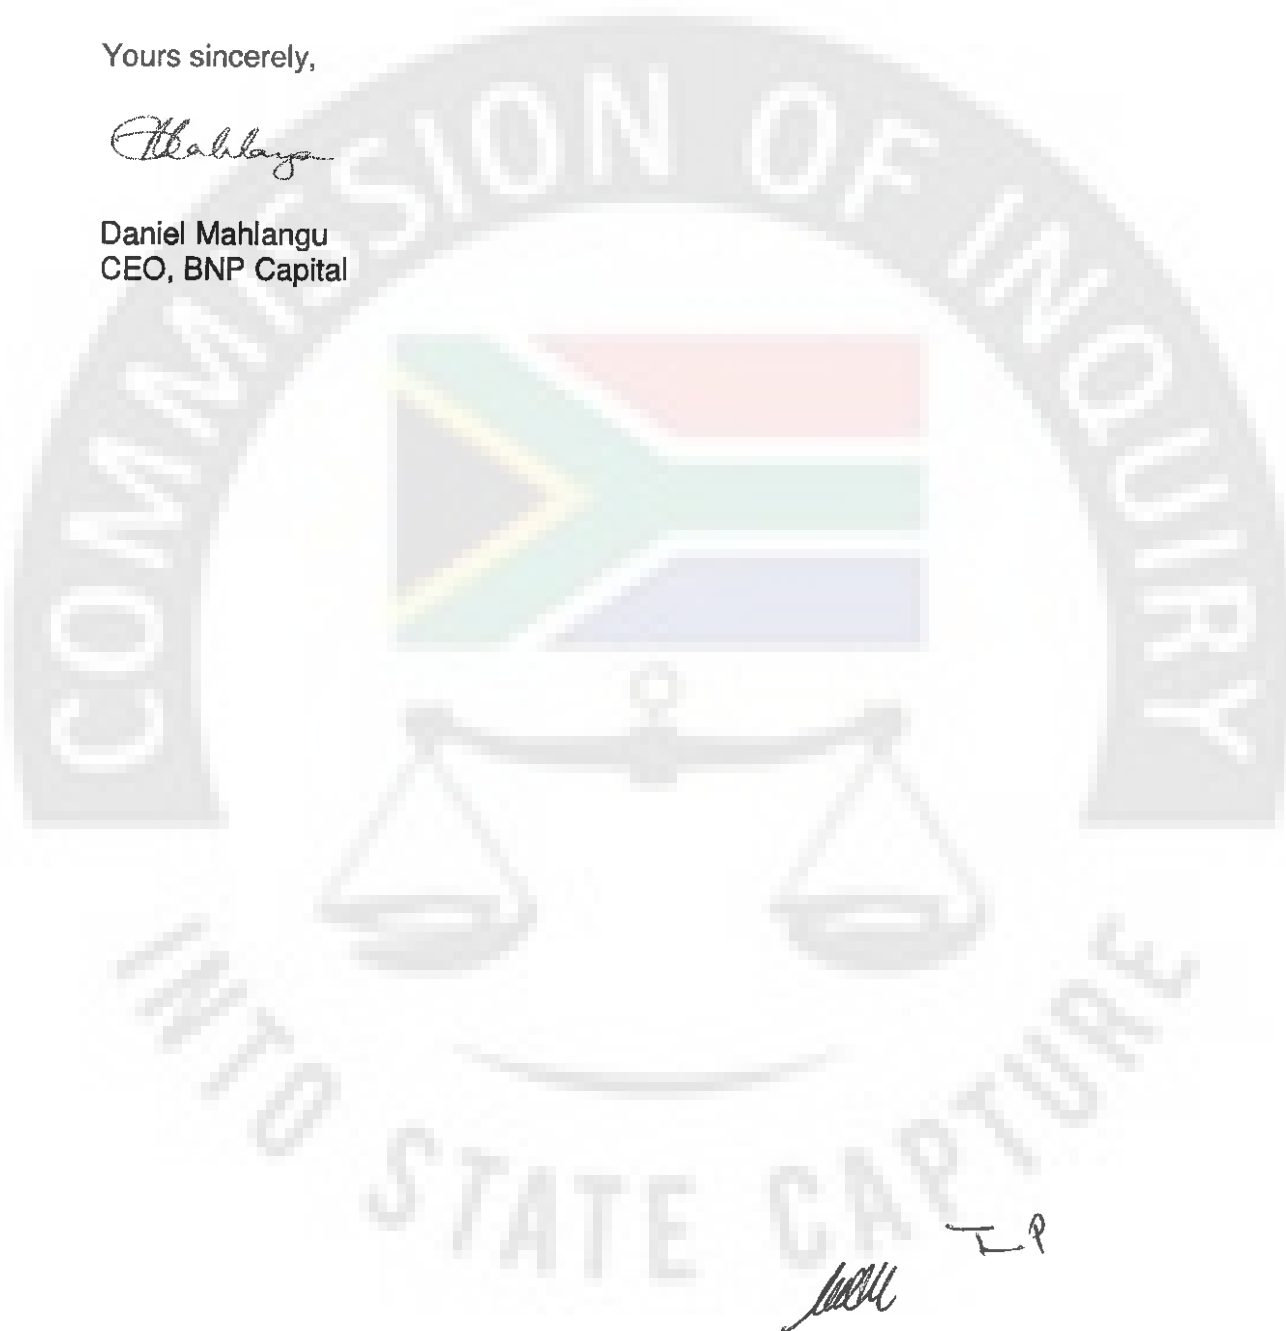 Yours sincerely,
Daniel Mahlangu
CEO, BNP Capital
COMMISSION OF INQUIRY
INTO STATE CAPTURE